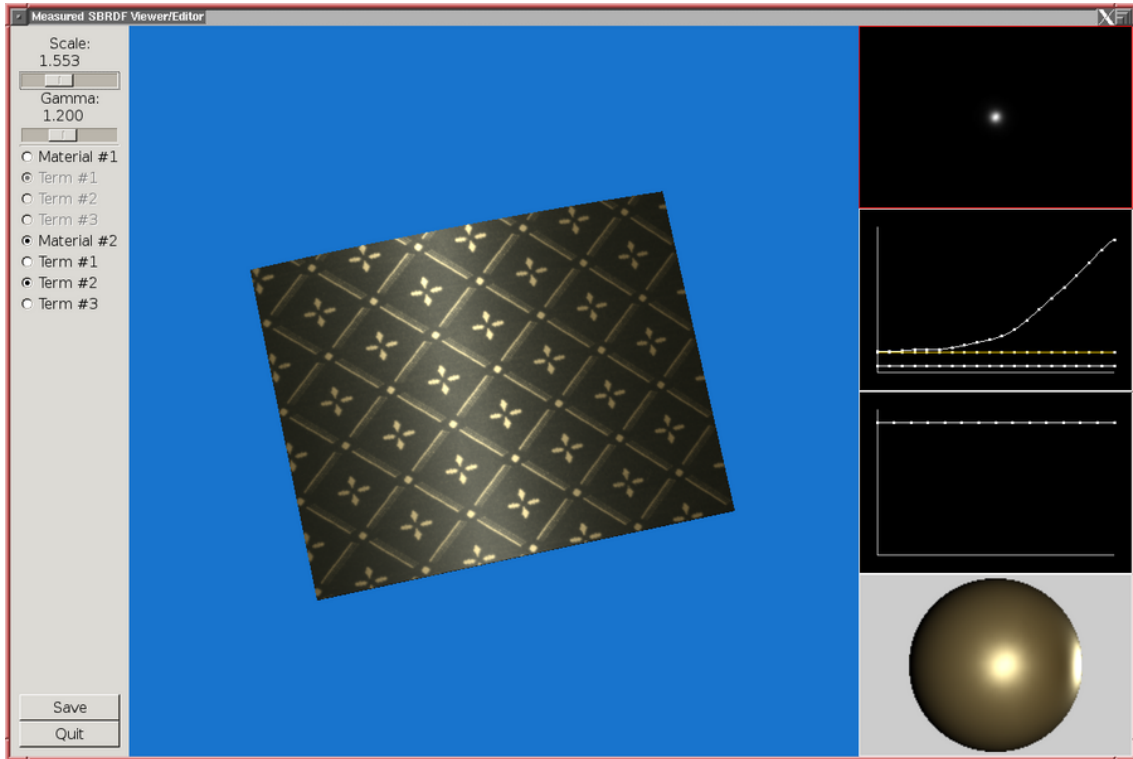 Measured SBRDF Viewer/Editor
Scale:
1.553
Gamma:
1.200
Material #1
Term #1
Term #2
Term #3
Material #2
Term #1
Term #2
Term #3
Save
Quit